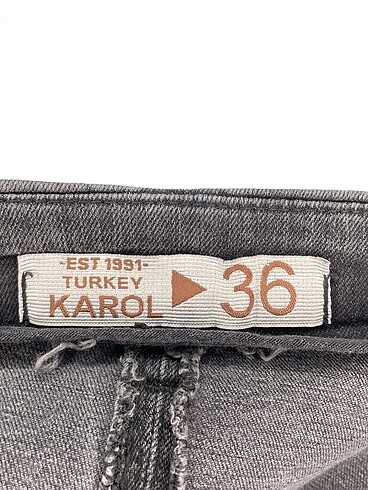 -EST 1991-
TURKEY
KAROL
36